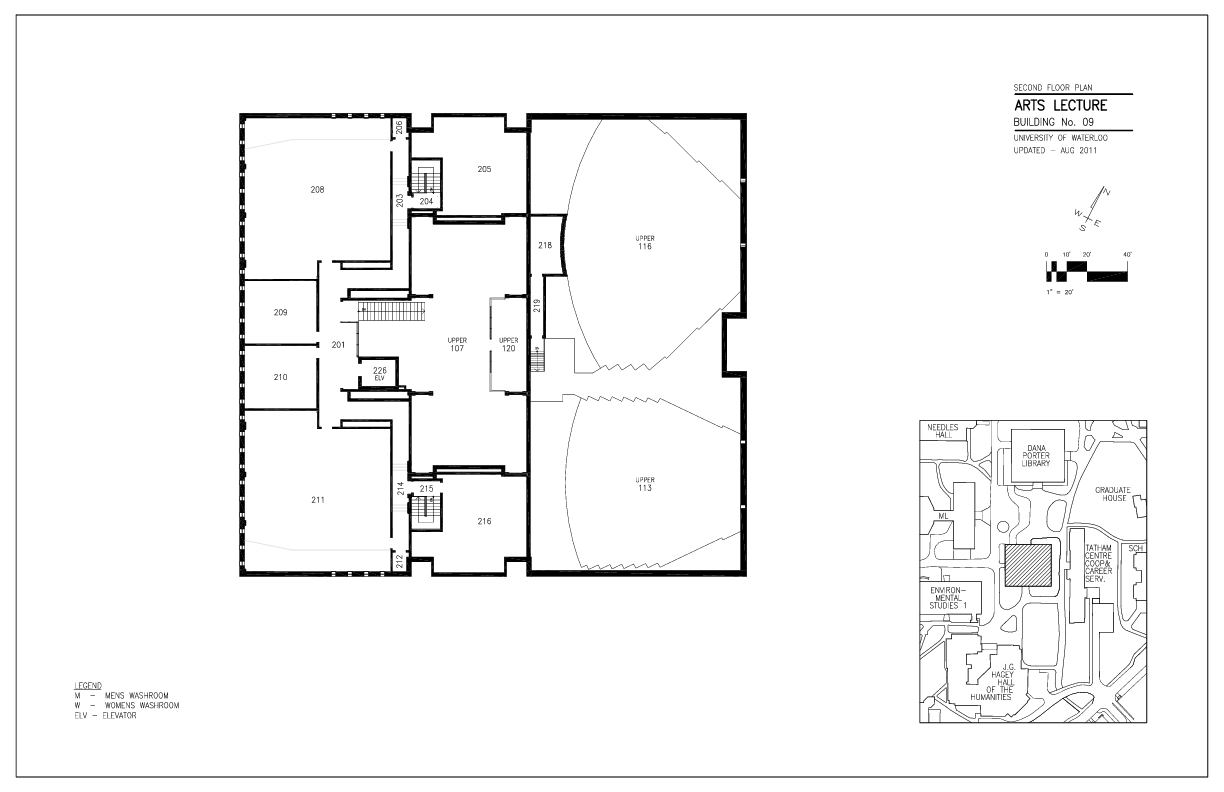 SECOND FLOOR PLAN
ARTS LECTURE
BUILDING No. 09
UNIVERSITY OF WATERLOO
UPDATED - AUG 2011
N
W
E
S
0 10' 20' 40'
1" = 20'
206
205
208
203
204
218
UPPER
116
209
219
201
UPPER
107
UPPER
120
210
226
ELV
211
214
215
216
212
UPPER
113
NEEDLES
HALL
DANA
PORTER
LIBRARY
GRADUATE
HOUSE
ML
TATHAM
CENTRE
COOP&
CAREER
SERV.
SCH
ENVIRON-
MENTAL
STUDIES 1
J.G.
HAGEY
HALL
OF THE
HUMANITIES
LEGEND
M - MENS WASHROOM
W - WOMENS WASHROOM
ELV - ELEVATOR